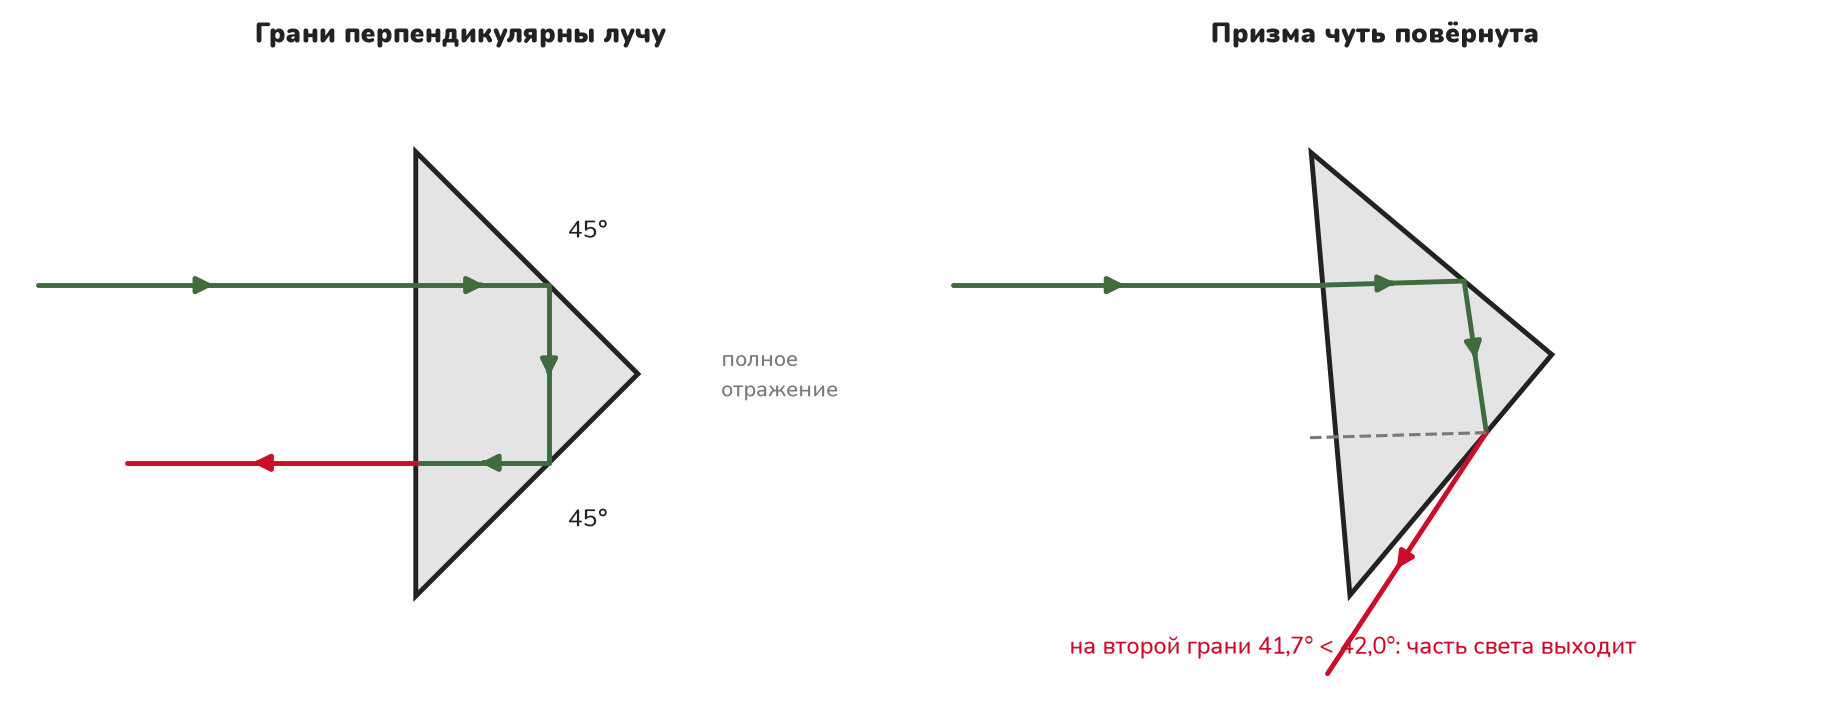 Грани перпендикулярны лучу
Призма чуть повёрнута
45°
полное
отражение
45°
на второй грани 41,7° < 42,0°: часть света выходит